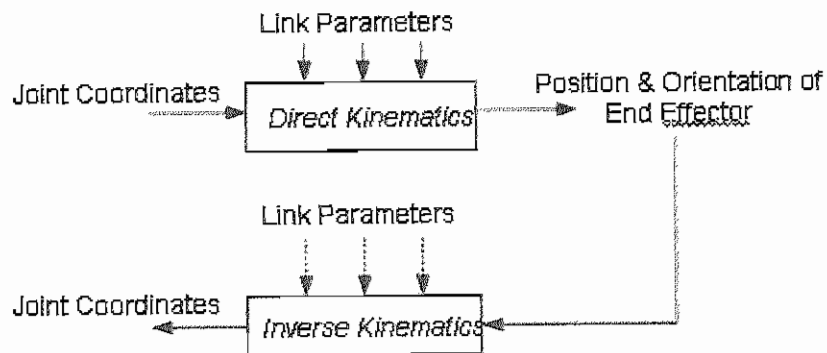 Link Parameters
Joint Coordinates
Direct Kinematics
Position & Orientation of
End Effector
Link Parameters
Joint Coordinates
Inverse Kinematics